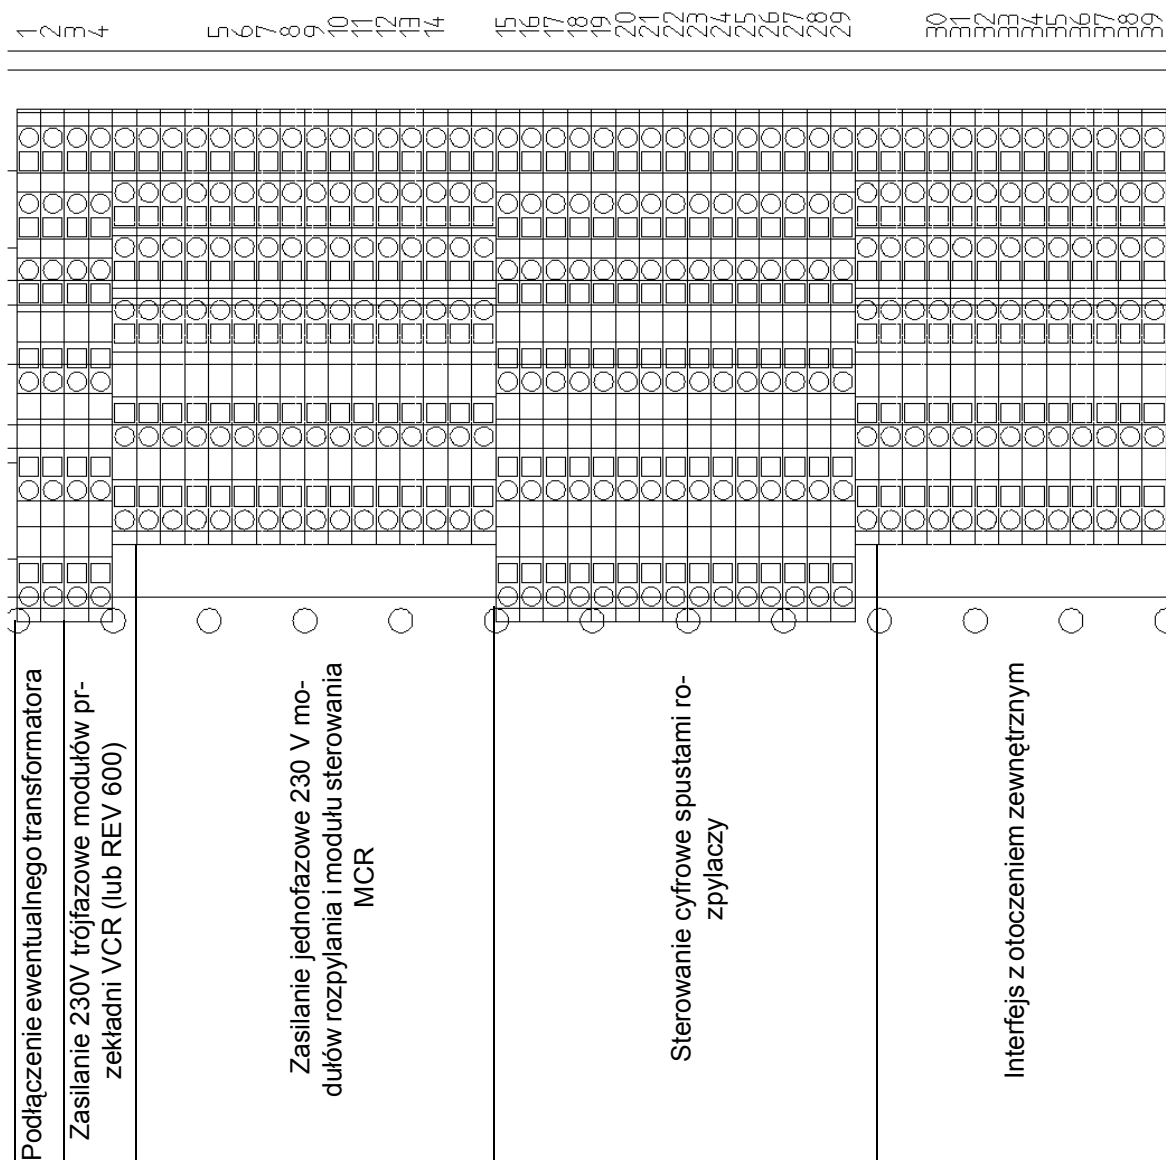 1 2 3 4 5 6 7 8 9 10 11 12 13 14 15 16 17 18 19 20 21 22 23 24 25 26 27 28 29 30 31 32 33 34 35 36 37 38 39
Podłączenie ewentualnego transformatora
Zasilanie 230V trójfazowe modułów pr-
zekładni VCR (lub REV 600)
Zasilanie jednofazowe 230 V mo-
dułów rozpylania i modułu sterowania
MCR
Sterowanie cyfrowe spustami ro-
zpylaczy
Interfejs z otoczeniem zewnętrznym